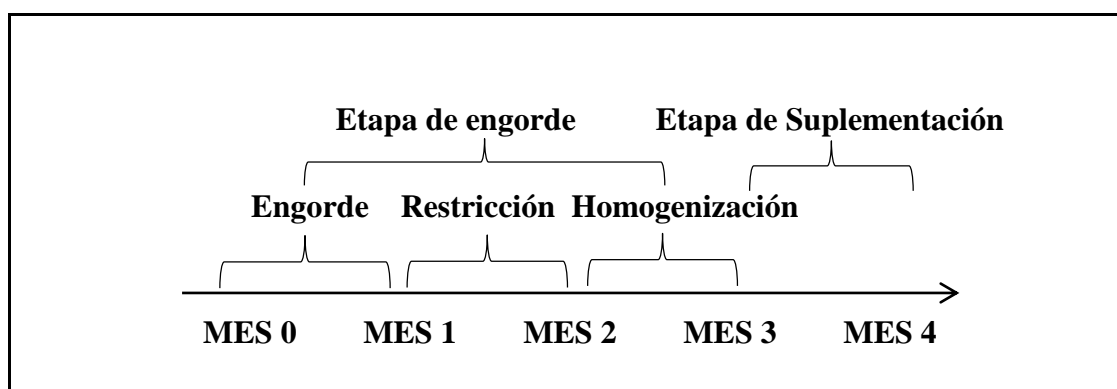 Etapa de engorde Etapa de Suplementación
Engorde Restricción Homogenización
MES 0 MES 1 MES 2 MES 3 MES 4